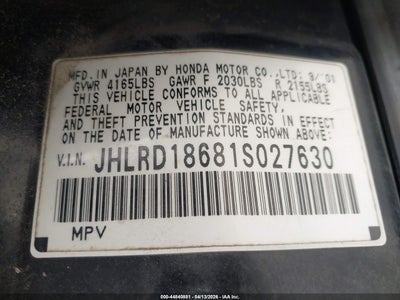 MFD. IN JAPAN BY HONDA MOTOR CO., LTD: 3/01
GVWR 4165LBS GAWR F 2030LBS R 2155LBS
THIS VEHICLE CONFORMS TO ALL APPLICABLE
FEDERAL MOTOR VEHICLE SAFETY,
AND THEFT PREVENTION STANDARDS IN EFFECT
ON THE DATE OF MANUFACTURE SHOWN ABOVE:
V.I.N. JHLRD18681S027630
MPV
000-44840881 - 04/13/2026 - IAA Inc.